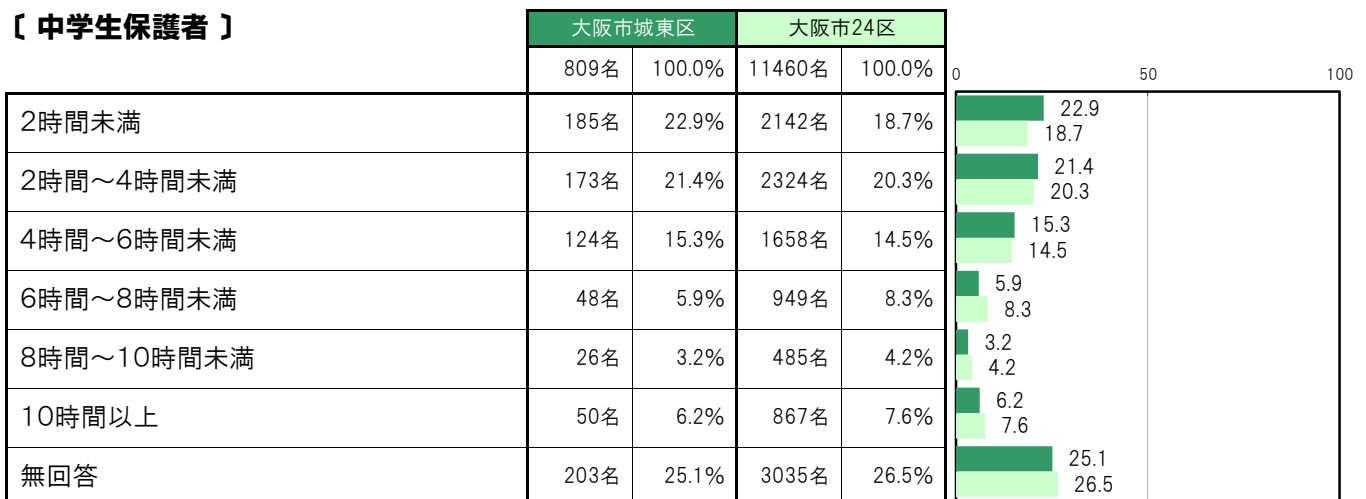 〔 中学生保護者 〕
大阪市城東区 大阪市24区
809名 100.0% 11460名 100.0%
0 50 100
2時間未満 185名 22.9% 2142名 18.7% 22.9
18.7
2時間～4時間未満 173名 21.4% 2324名 20.3% 21.4
20.3
4時間～6時間未満 124名 15.3% 1658名 14.5% 15.3
14.5
6時間～8時間未満 48名 5.9% 949名 8.3% 5.9
8.3
8時間～10時間未満 26名 3.2% 485名 4.2% 3.2
4.2
10時間以上 50名 6.2% 867名 7.6% 6.2
7.6
無回答 203名 25.1% 3035名 26.5% 25.1
26.5